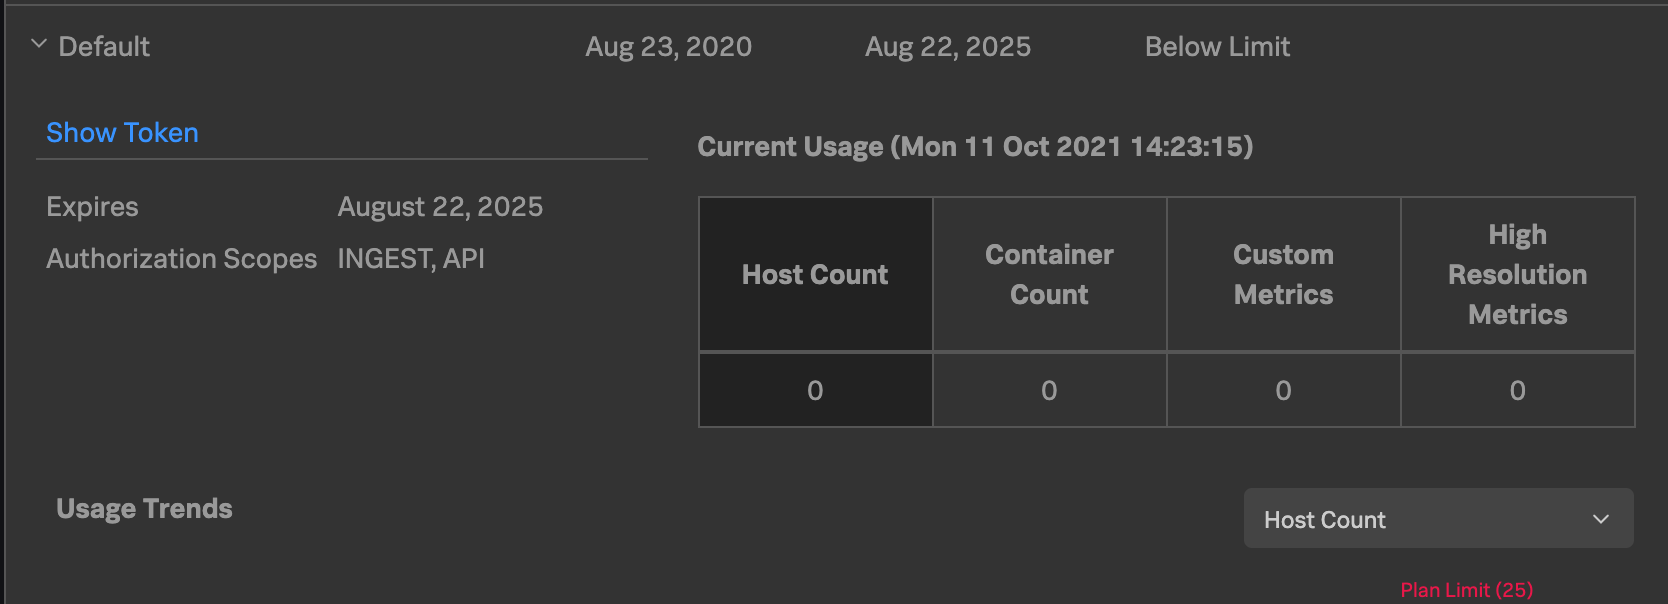 Default Aug 23, 2020 Aug 22, 2025 Below Limit
Show Token
Current Usage (Mon 11 Oct 2021 14:23:15)
Expires August 22, 2025
Authorization Scopes INGEST, API
Host Count
Container
Count
Custom
Metrics
High
Resolution
Metrics
0 0 0 0
Usage Trends
Host Count
Plan Limit (25)